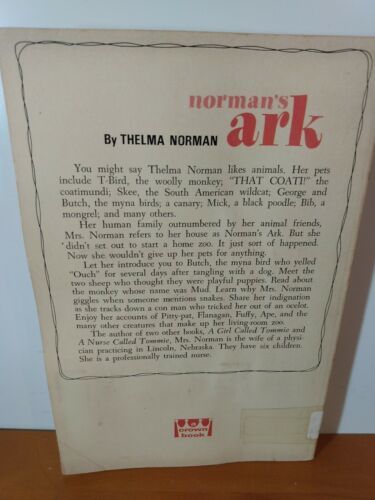 norman's
ark
By THELMA NORMAN
You might say Thelma Norman likes animals. Her pets
include T-Bird, the woolly monkey; "THAT COATI!" the
coatimundi; Skee, the South American wildcat; George and
Butch, the myna birds; a canary; Mick, a black poodle; Bib, a
mongrel; and many others.
Her human family outnumbered by her animal friends,
Mrs. Norman refers to her house as Norman's Ark. But she
didn't set out to start a home zoo. It just sort of happened.
Now she wouldn't give up her pets for anything.
Let her introduce you to Butch, the myna bird who yelled
"Ouch" for several days after tangling with a dog. Meet the
two sheep who thought they were playful puppies. Read about
the monkey whose name was Mud. Learn why Mrs. Norman
giggles when someone mentions snakes. Share her indignation
as she tracks down a con man who tricked her out of an ocelot.
Enjoy her accounts of Pitty-pat, Flanagan, Fuffy, Ape, and the
many other creatures that make up her living-room zoo.
The author of two other books, A Girl Called Tommie and
A Nurse Called Tommie, Mrs. Norman is the wife of a physi-
cian practicing in Lincoln, Nebraska. They have six children.
She is a professionally trained nurse.
a
crown
book